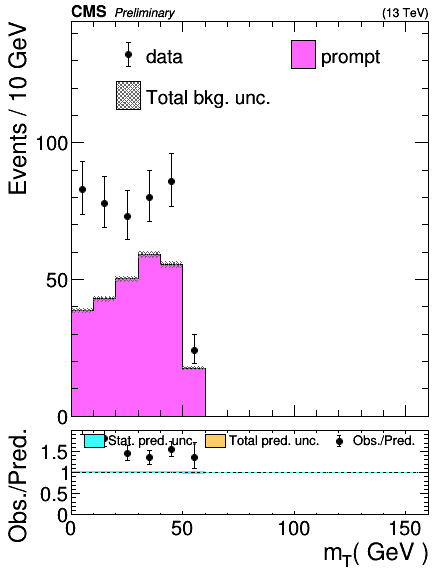 CMS Preliminary (13 TeV)
Events / 10 GeV
data prompt
Total bkg. unc.
100
50
0
Obs./Pred.
Stat. pred. unc. Total pred. unc. Obs./Pred.
1.5
1
0.5
0
0 50 100 150
m_T( GeV )